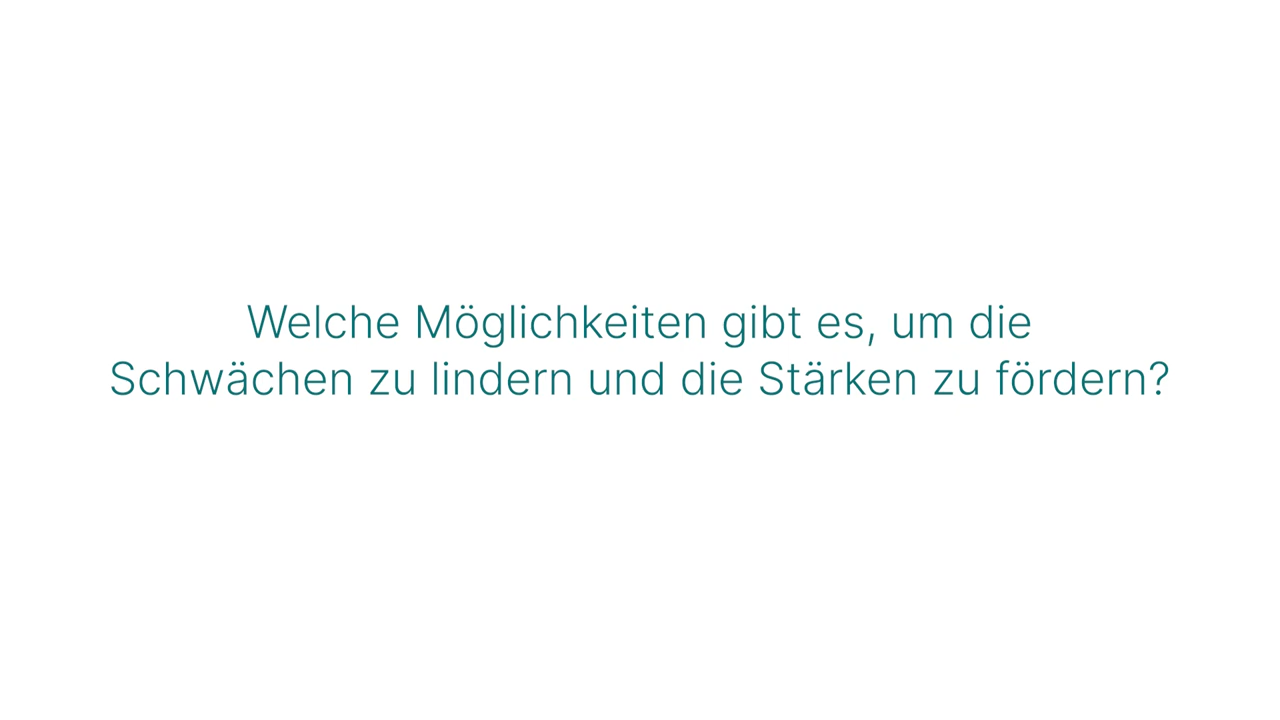 Welche Möglichkeiten gibt es, um die
Schwächen zu lindern und die Stärken zu fördern?